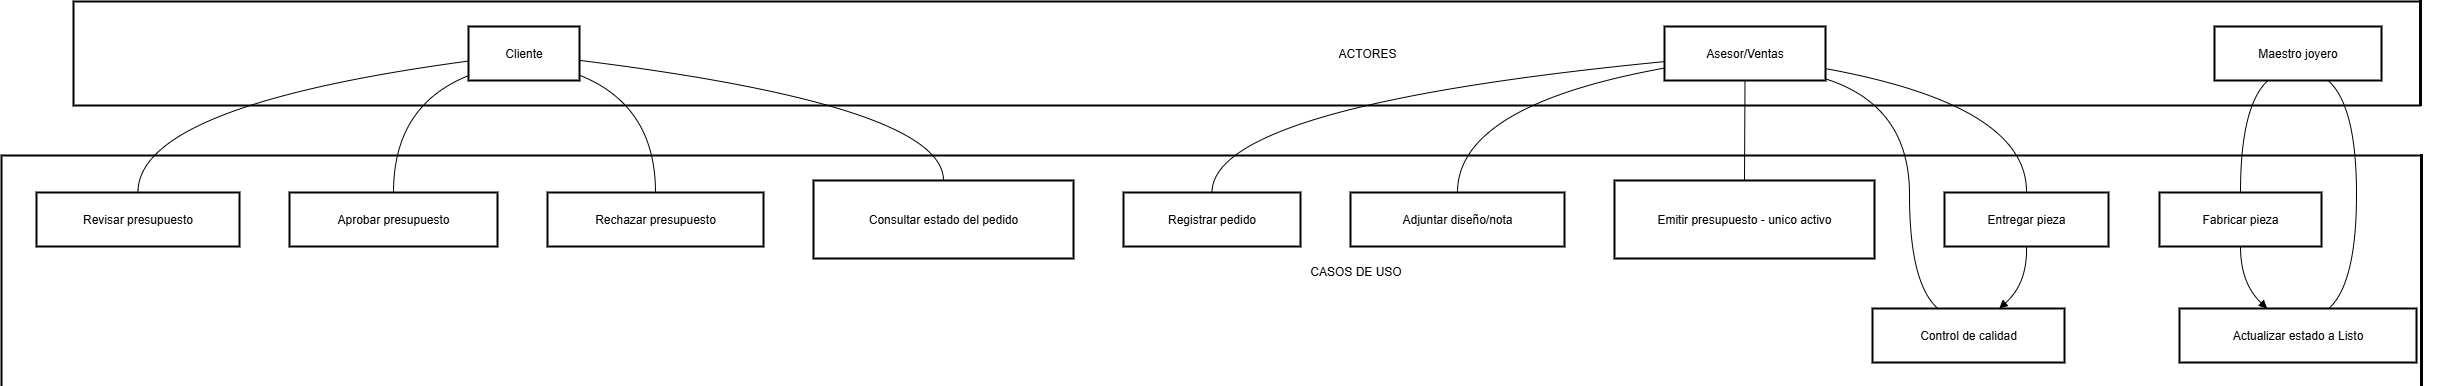 Cliente
ACTORES
Asesor/Ventas
Maestro joyero
Revisar presupuesto
Aprobar presupuesto
Rechazar presupuesto
Consultar estado del pedido
Registrar pedido
Adjuntar diseño/nota
Emitir presupuesto - unico activo
Entregar pieza
Fabricar pieza
CASOS DE USO
Control de calidad
Actualizar estado a Listo